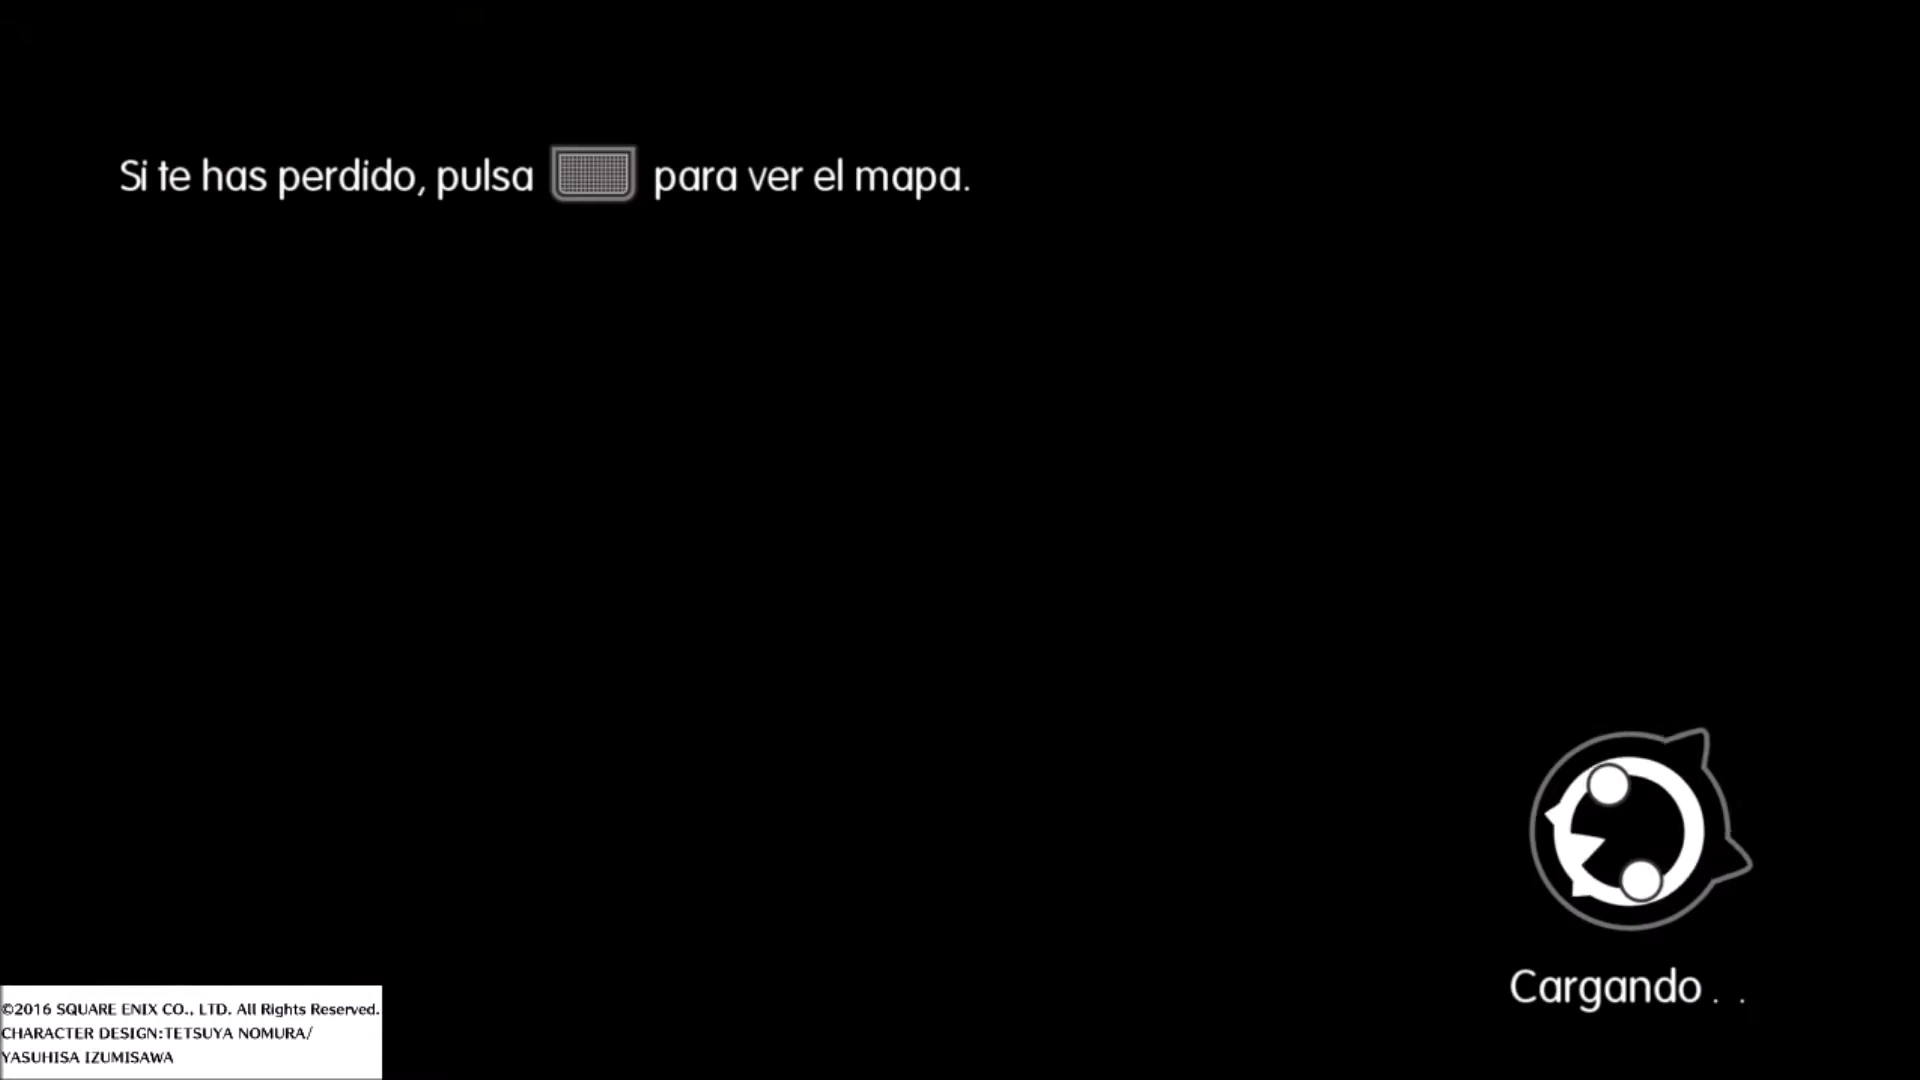 Si te has perdido, pulsa para ver el mapa.
Cargando . .
©2016 SQUARE ENIX CO., LTD. All Rights Reserved.
CHARACTER DESIGN:TETSUYA NOMURA/
YASUHISA IZUMISAWA